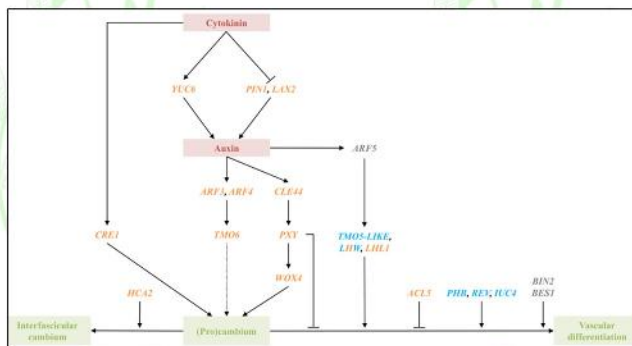 Cytokinin
YUC6
PIN1, LAX2
Auxin
ARF5
ARF3, ARF4
CLE44
CRE1
TMO6
PXY
TMO5-LIKE,
LHW, LHL1
WOX4
HCA2
ACL5
PHB, REV, IUC4
BIN2
BES1
Interfascicular
cambium
(Pro)cambium
Vascular
differentiation